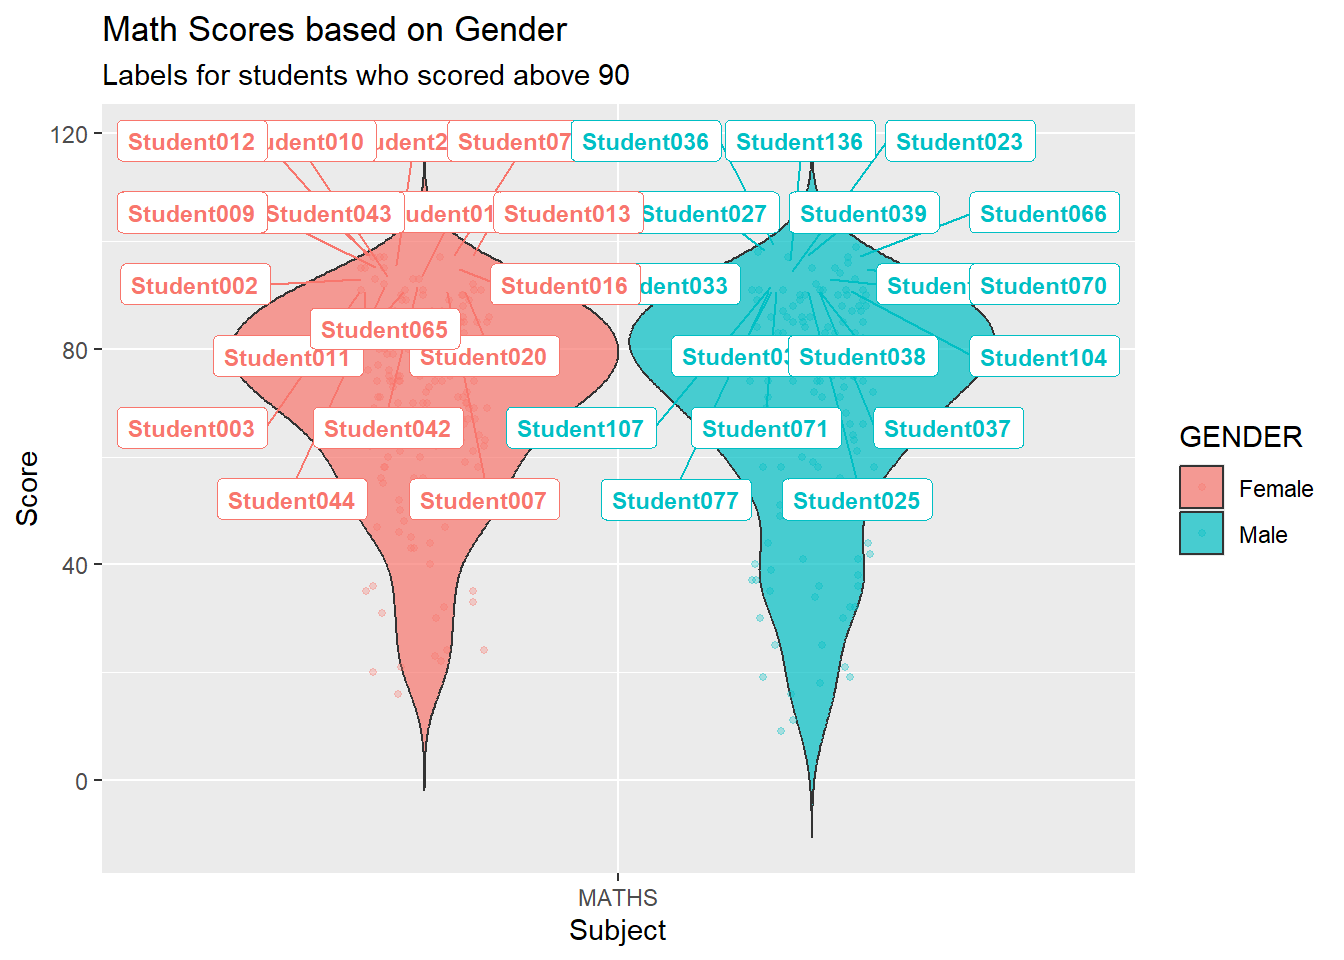 Math Scores based on Gender
Labels for students who scored above 90
120
Student012
Student036
Student136
Student023
Student009
Student043
Student013
Student027
Student039
Student066
Student002
Student016
Student070
Student065
80
Student011
Student020
Student038
Student104
Student003
Student042
Student107
Student071
Student037
Student044
Student007
Student077
Student025
40
0
Score
MATHS
Subject
GENDER
Female
Male